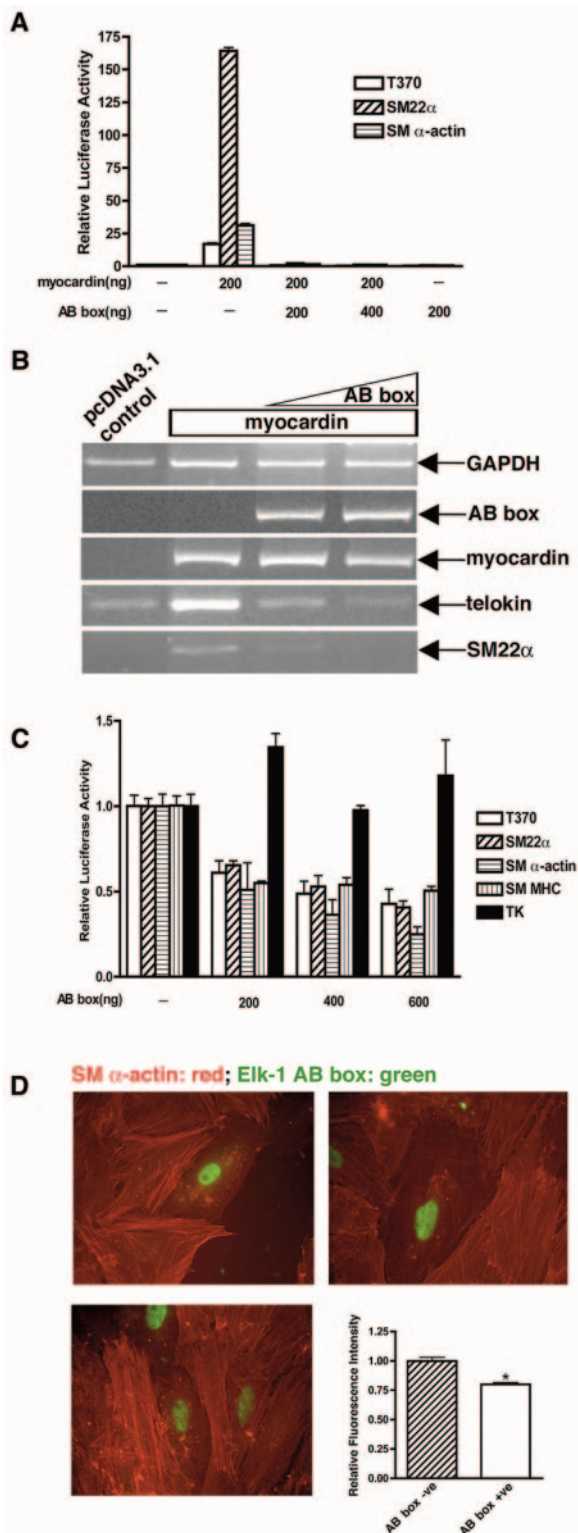 A
Relative Luciferase Activity
175
150
125
100
75
50
25
0
T370
SM22α
SM α-actin
myocardin(ng) – 200 200 200 –
AB box(ng) – – 200 400 200
B
pcDNA3.1 control
AB box
myocardin
GAPDH
AB box
myocardin
telokin
SM22α
C
Relative Luciferase Activity
1.5
1.0
0.5
0.0
T370
SM22α
SM α-actin
SM MHC
TK
AB box(ng) – 200 400 600
SM α-actin: red; Elk-1 AB box: green
D
Relative Fluorescence Intensity
1.25
1.00
0.75
0.50
0.25
0.00
*
AB box -ve
AB box +ve